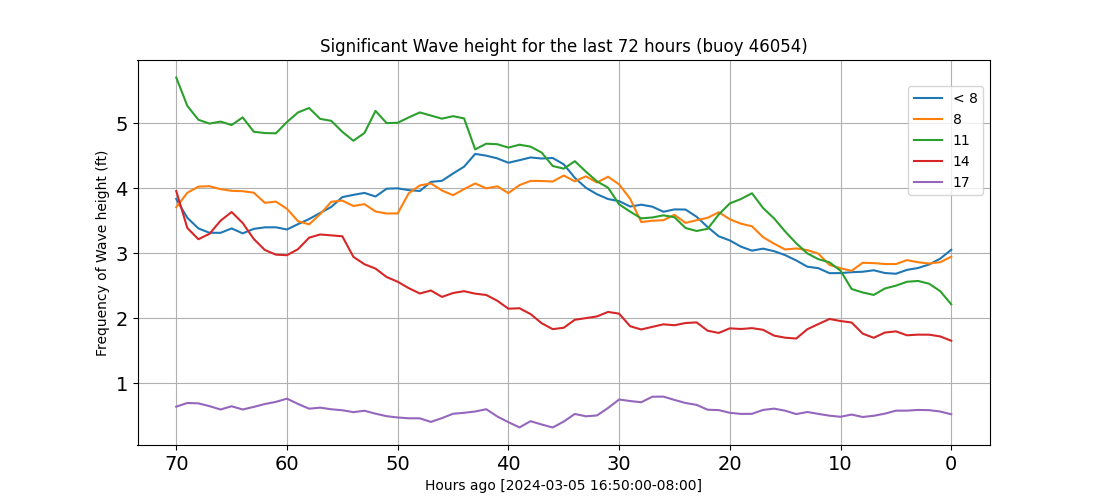 Significant Wave height for the last 72 hours (buoy 46054)
Frequency of Wave height (ft)
5
4
3
2
1
< 8
8
11
14
17
70 60 50 40 30 20 10 0
Hours ago [2024-03-05 16:50:00-08:00]